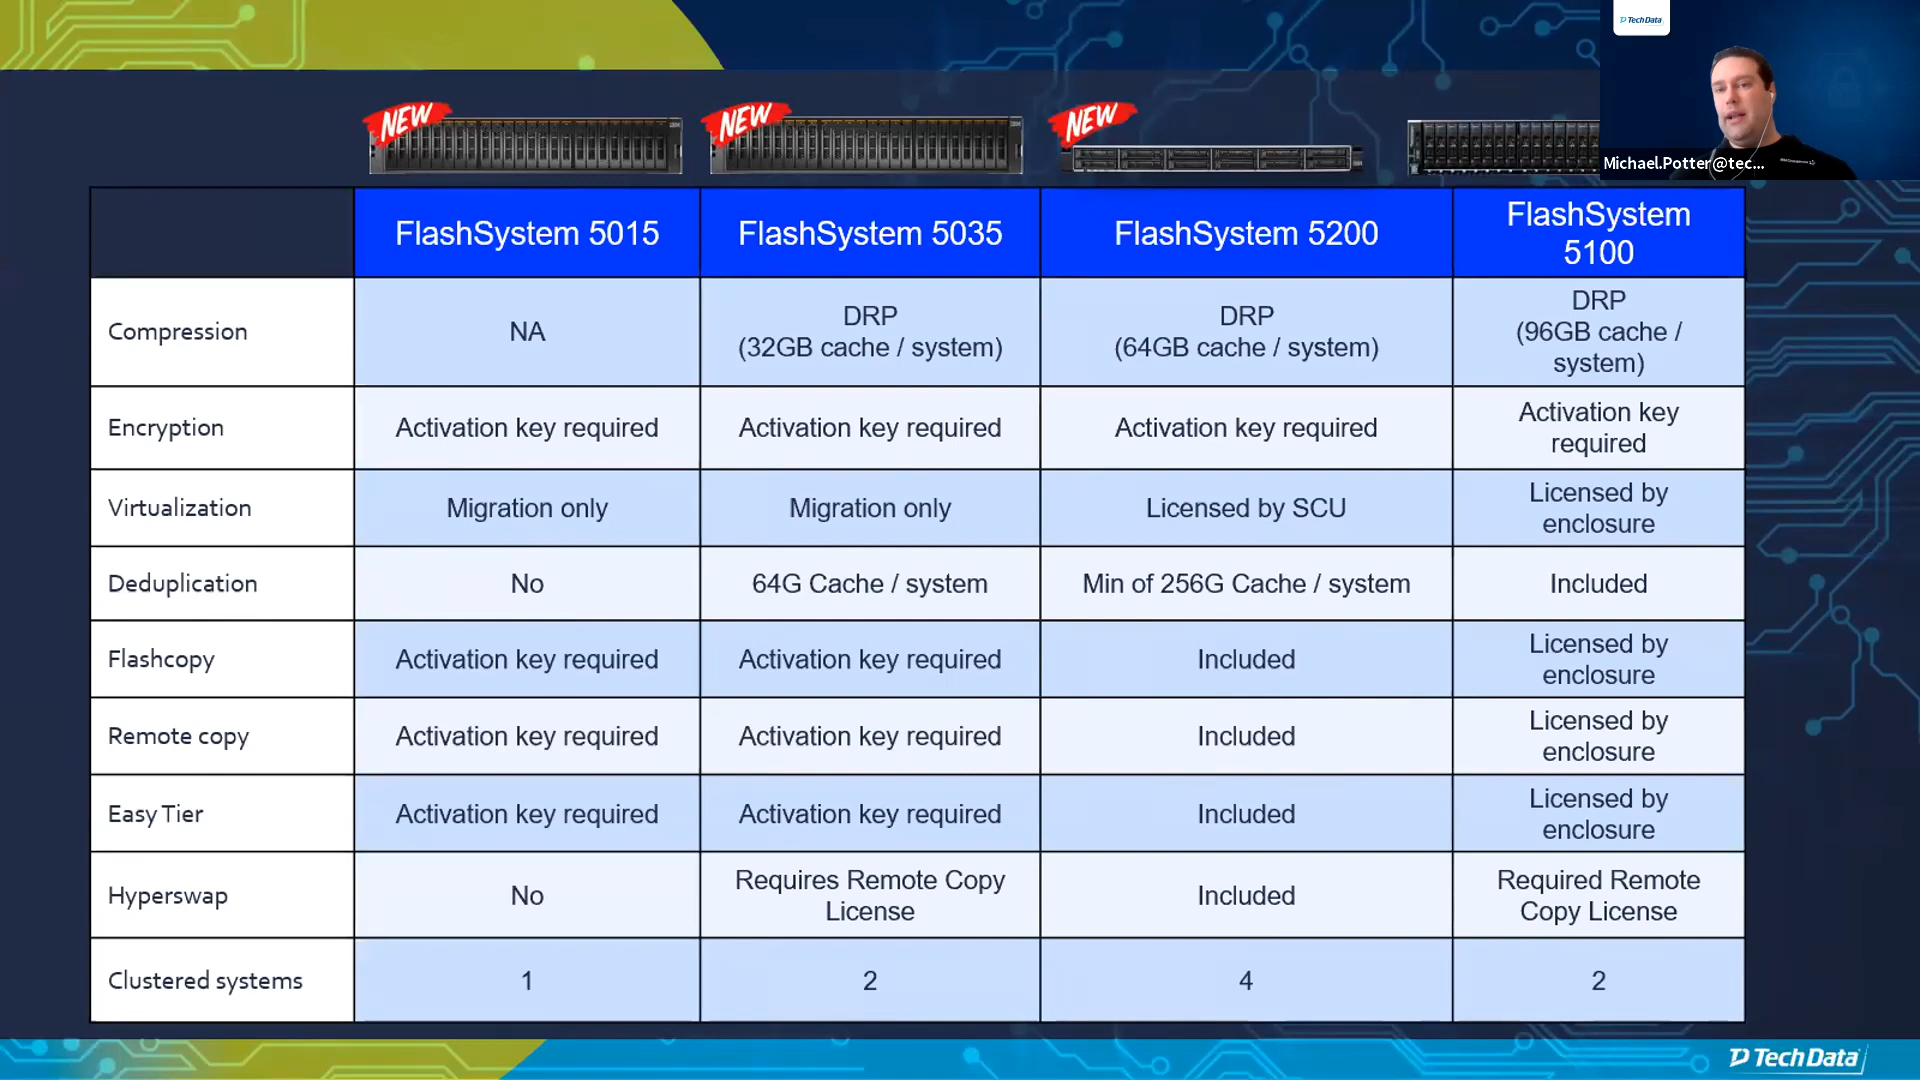 Tech Data
NEW
NEW
NEW
Michael.Potter@tec...
FlashSystem 5015
FlashSystem 5035
FlashSystem 5200
FlashSystem
5100
Compression
NA
DRP
(32GB cache / system)
DRP
(64GB cache / system)
DRP
(96GB cache /
system)
Encryption
Activation key required
Activation key required
Activation key required
Activation key
required
Virtualization
Migration only
Migration only
Licensed by SCU
Licensed by
enclosure
Deduplication
No
64G Cache / system
Min of 256G Cache / system
Included
Flashcopy
Activation key required
Activation key required
Included
Licensed by
enclosure
Remote copy
Activation key required
Activation key required
Included
Licensed by
enclosure
Easy Tier
Activation key required
Activation key required
Included
Licensed by
enclosure
Hyperswap
No
Requires Remote Copy
License
Included
Required Remote
Copy License
Clustered systems
1
2
4
2
Tech Data